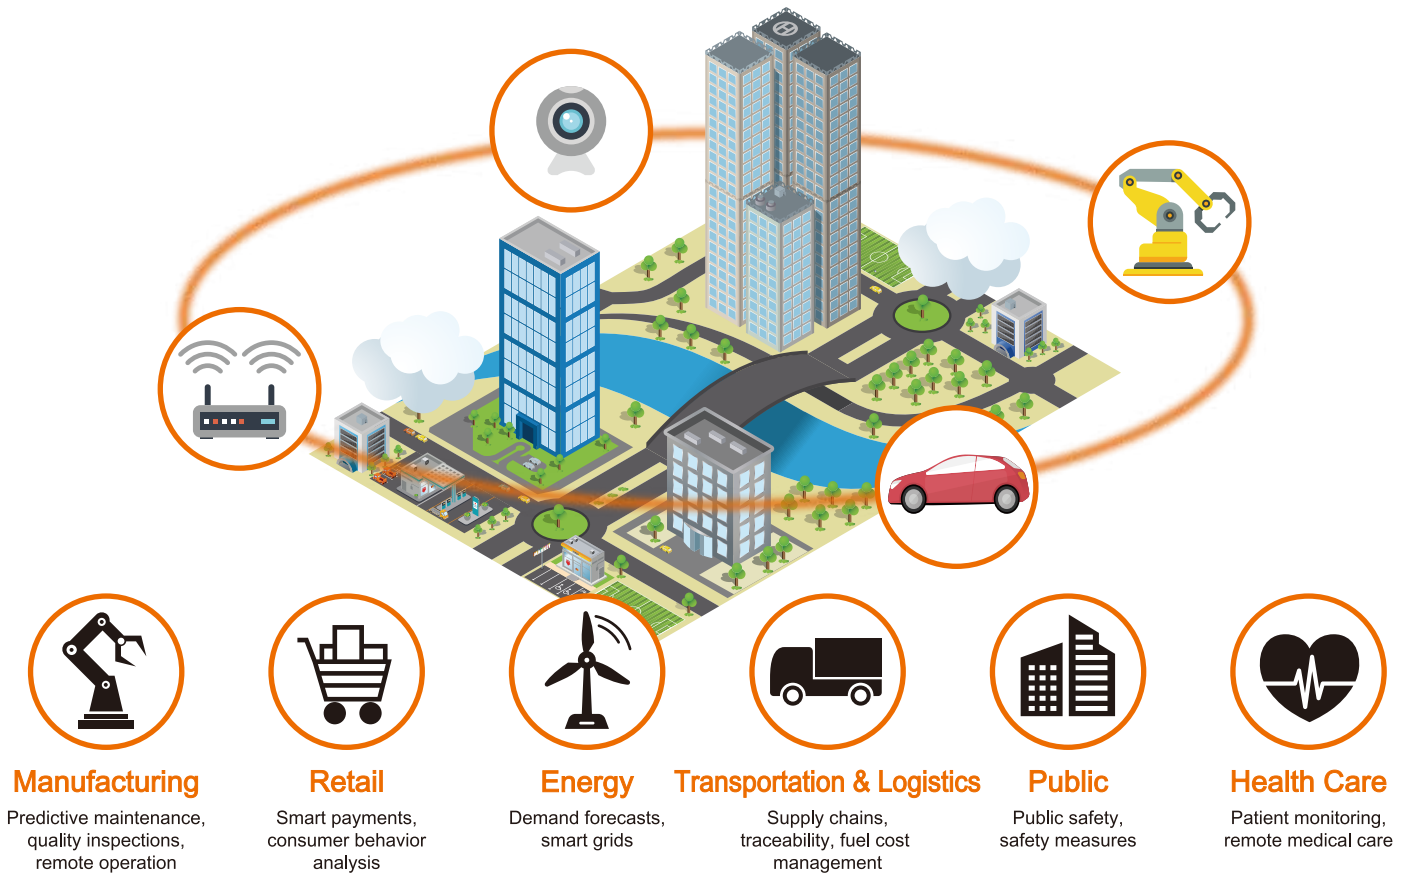 H
Manufacturing
Predictive maintenance,
quality inspections,
remote operation
Retail
Smart payments,
consumer behavior
analysis
Energy
Demand forecasts,
smart grids
Transportation & Logistics
Supply chains,
traceability, fuel cost
management
Public
Public safety,
safety measures
Health Care
Patient monitoring,
remote medical care